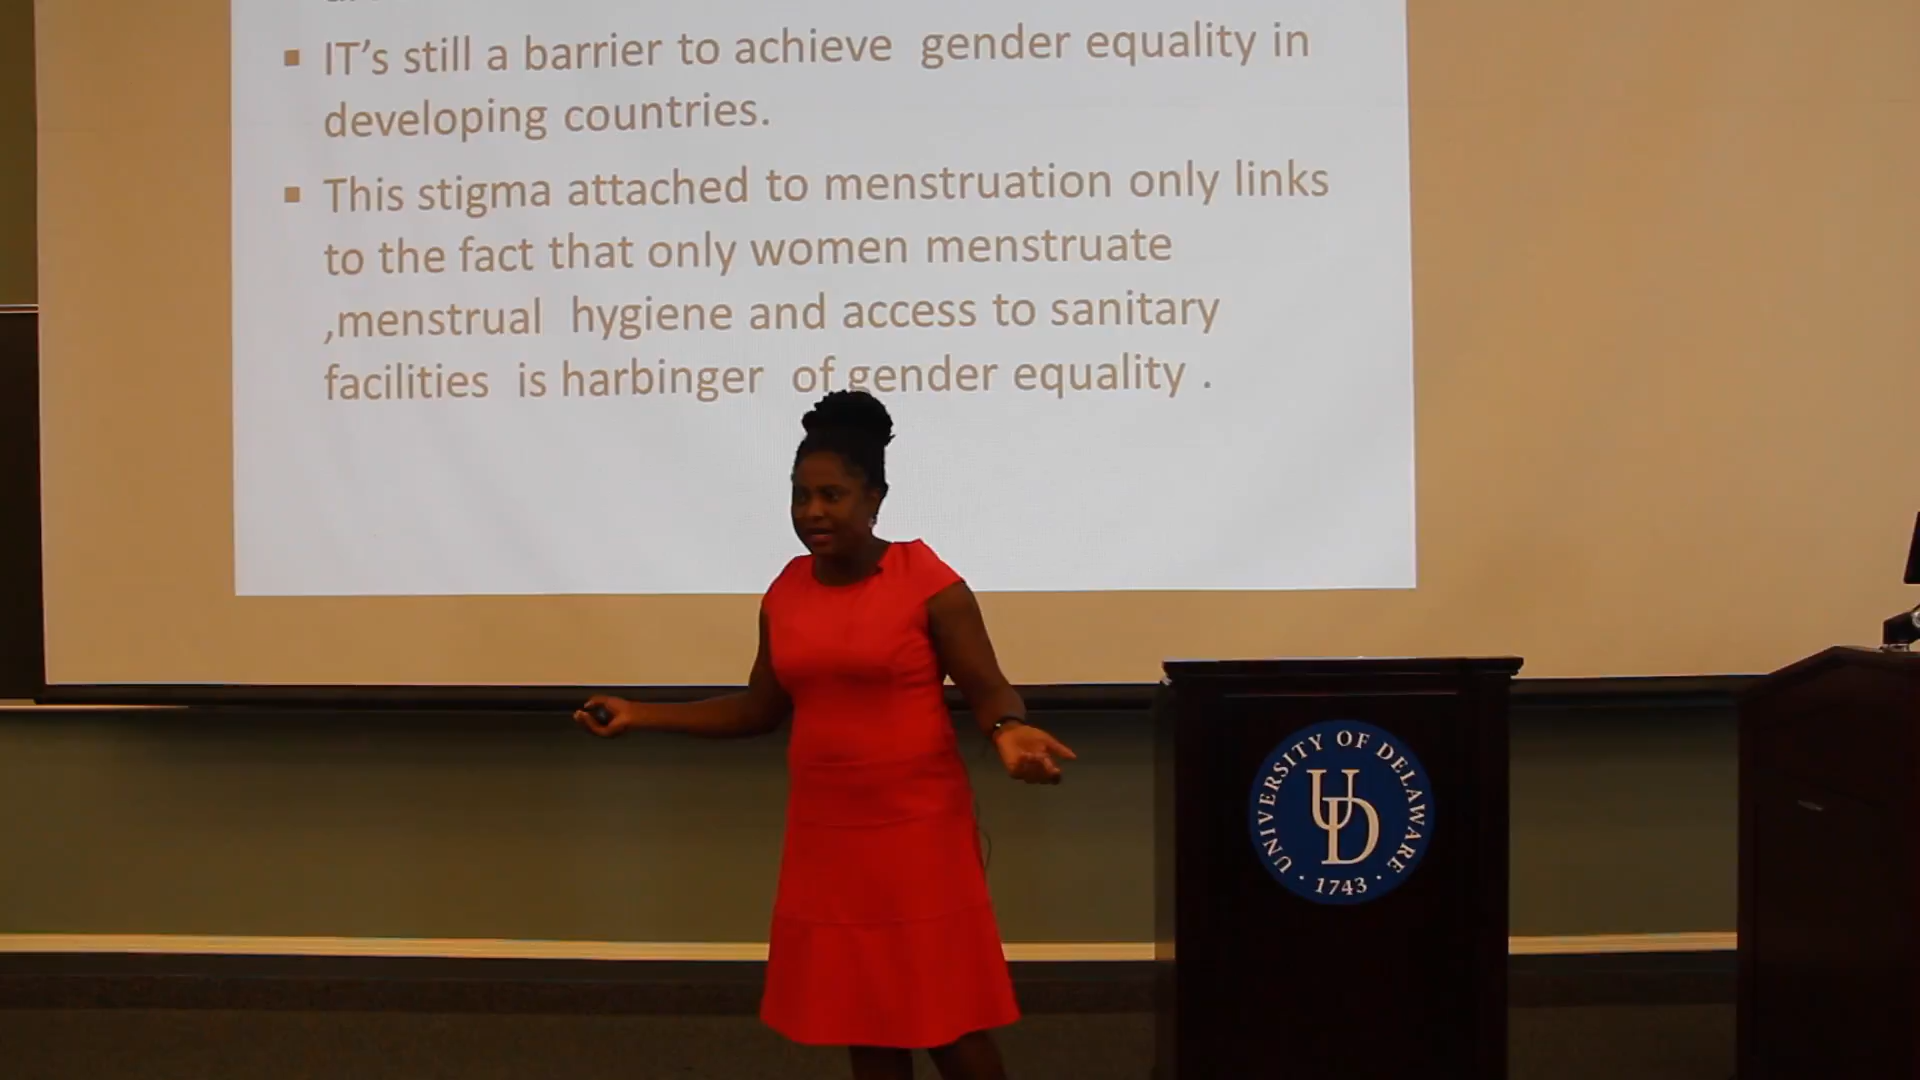 IT’s still a barrier to achieve gender equality in
developing countries.
This stigma attached to menstruation only links
to the fact that only women menstruate
,menstrual hygiene and access to sanitary
facilities is harbinger of gender equality .
UNIVERSITY OF DELAWARE
UD
· 1743 ·